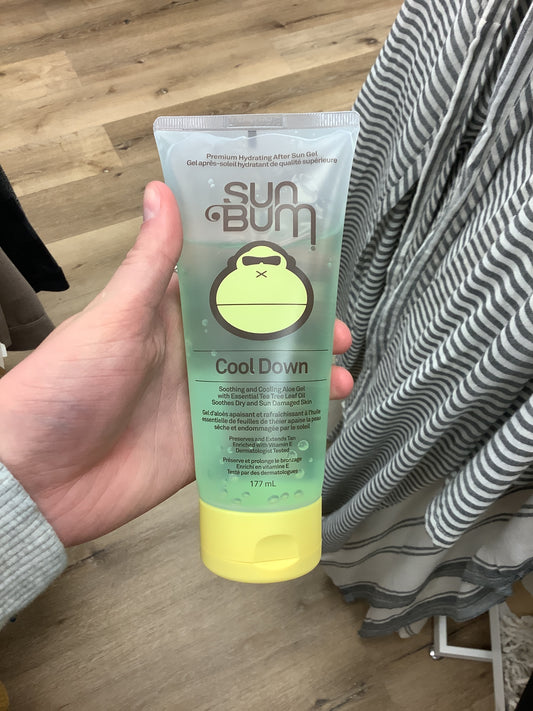 Premium Hydrating After Sun Gel
Gel après-soleil hydratant de qualité supérieure
SUN
BUM
Cool Down
Soothing and Cooling Aloe Gel
with Essential Tea Tree Leaf Oil
Soothes Dry and Sun Damaged Skin
Gel d'aloès apaisant et rafraîchissant à l'huile
essentielle de feuilles de theier apaine la peau
sèche et endommagée par le soleil
Preserves and Extends Tan
Enriched with Vitamin E
Dermatologist Tested
Préserve et prolonge le bronzage
Enrichi en vitamine E
Testé par des dermatologues
177 mL